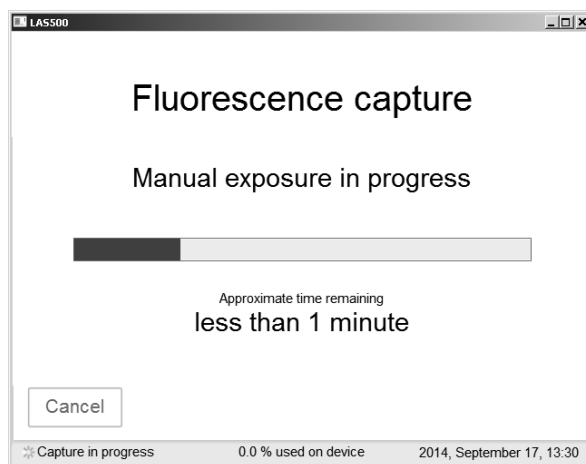 LAS500
Fluorescence capture
Manual exposure in progress
Approximate time remaining
less than 1 minute
Cancel
Capture in progress 0.0 % used on device 2014, September 17, 13:30